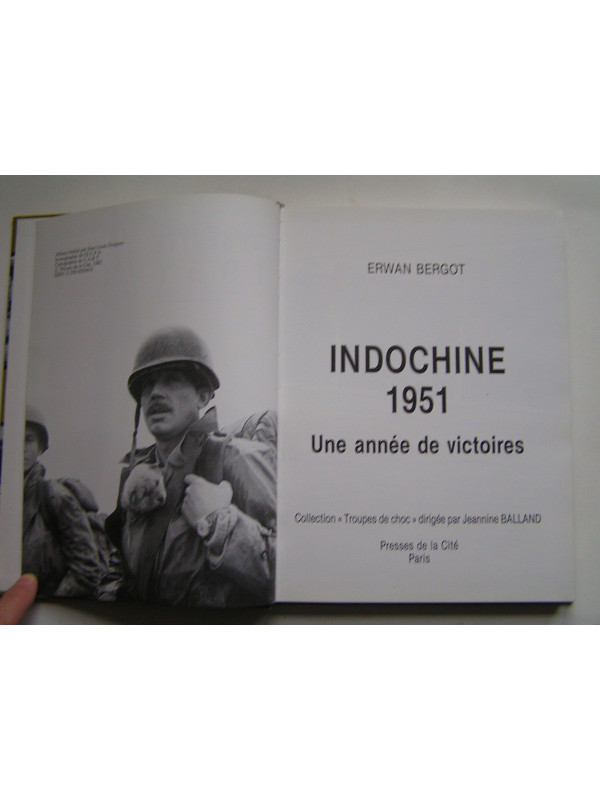 ERWAN BERGOT
INDOCHINE
1951
Une année de victoires
Collection « Troupes de choc » dirigée par Jeannine BALLAND
Presses de la Cité
Paris